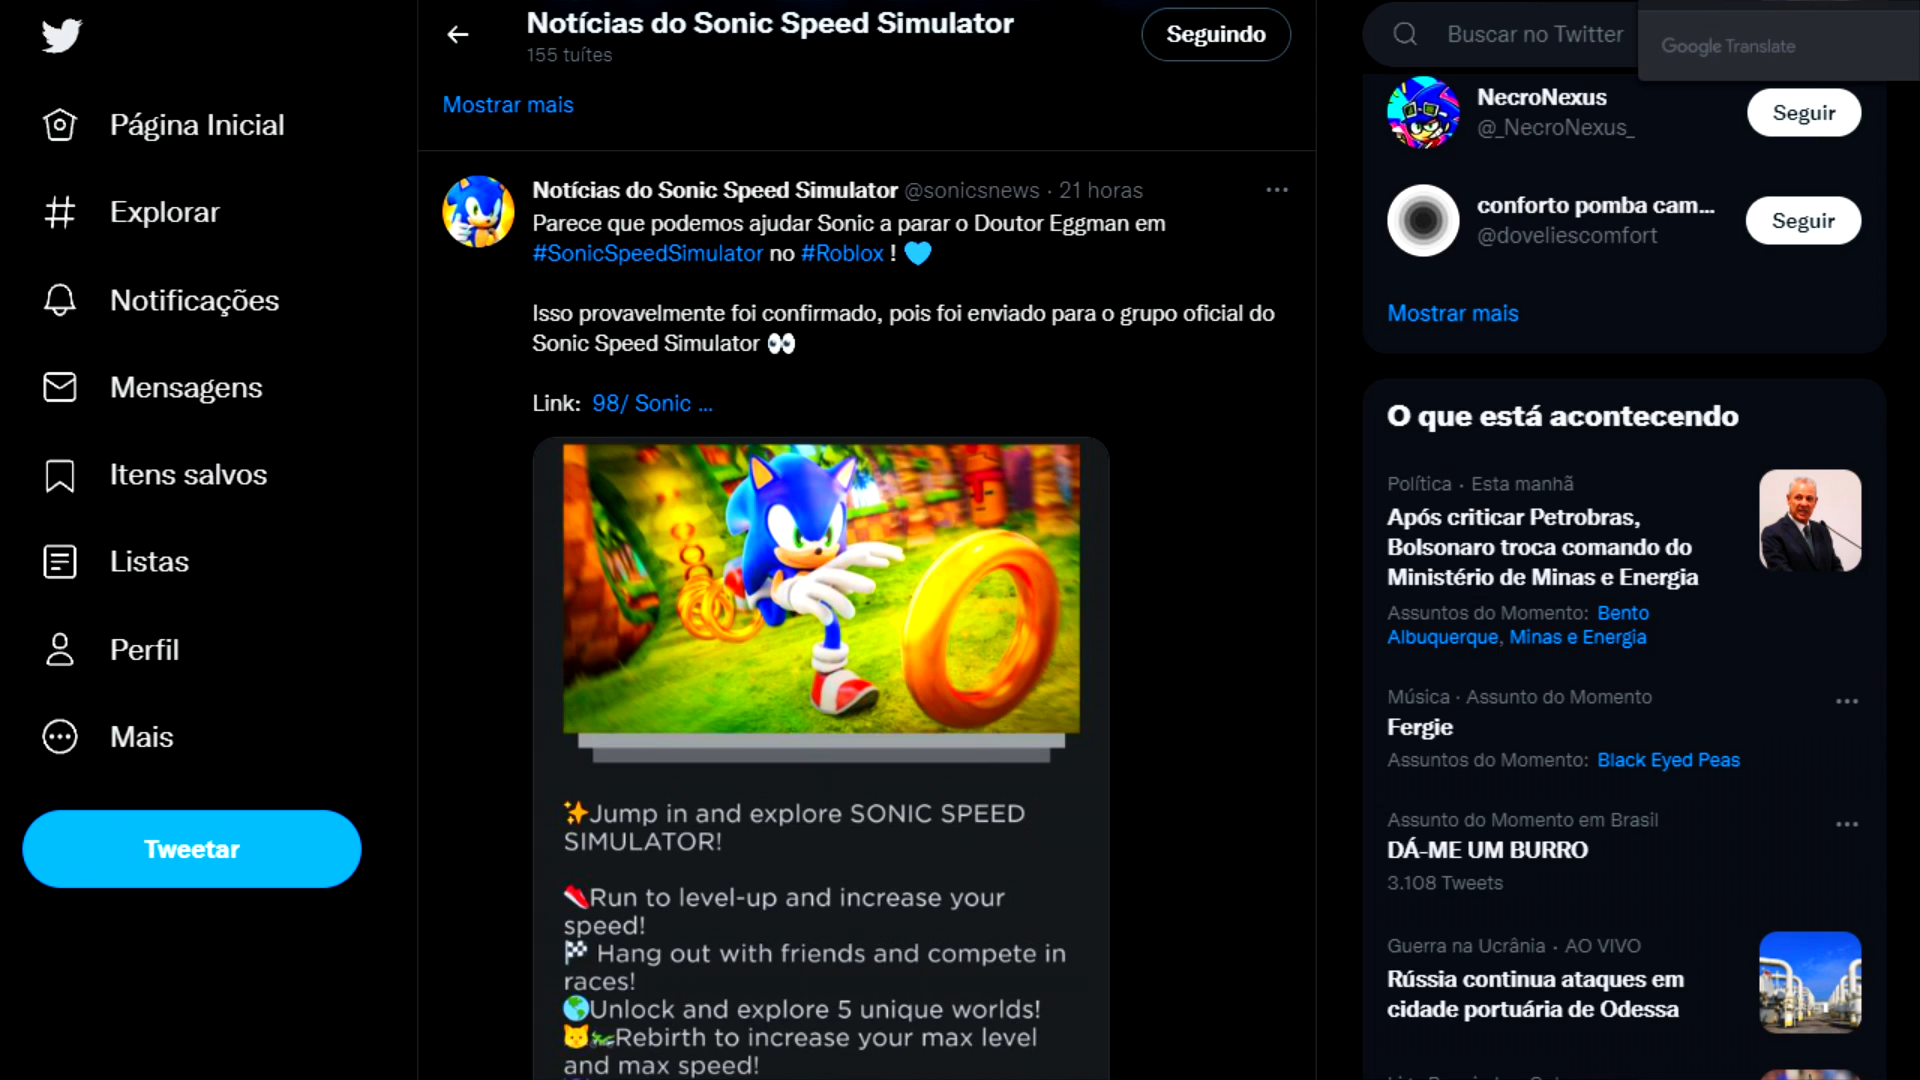 Página Inicial
Explorar
Notificações
Mensagens
Itens salvos
Listas
Perfil
Mais
Tweetar
Notícias do Sonic Speed Simulator
155 tuítes
Seguindo
Mostrar mais
Notícias do Sonic Speed Simulator @sonicsnews · 21 horas
Parece que podemos ajudar Sonic a parar o Doutor Eggman em
#SonicSpeedSimulator no #Roblox ! 💙
Isso provavelmente foi confirmado, pois foi enviado para o grupo oficial do
Sonic Speed Simulator 👀
Link: 98/ Sonic ...
✨Jump in and explore SONIC SPEED
SIMULATOR!
👟Run to level-up and increase your
speed!
🏁 Hang out with friends and compete in
races!
🌎Unlock and explore 5 unique worlds!
🐱🐉Rebirth to increase your max level
and max speed!
Buscar no Twitter
Google Translate
NecroNexus
@_NecroNexus_
Seguir
conforto pomba cam...
@doveliescomfort
Seguir
Mostrar mais
O que está acontecendo
Política · Esta manhã
Após criticar Petrobras,
Bolsonaro troca comando do
Ministério de Minas e Energia
Assuntos do Momento: Bento
Albuquerque, Minas e Energia
Música · Assunto do Momento
Fergie
Assuntos do Momento: Black Eyed Peas
Assunto do Momento em Brasil
DÁ-ME UM BURRO
3.108 Tweets
Guerra na Ucrânia · AO VIVO
Rússia continua ataques em
cidade portuária de Odessa